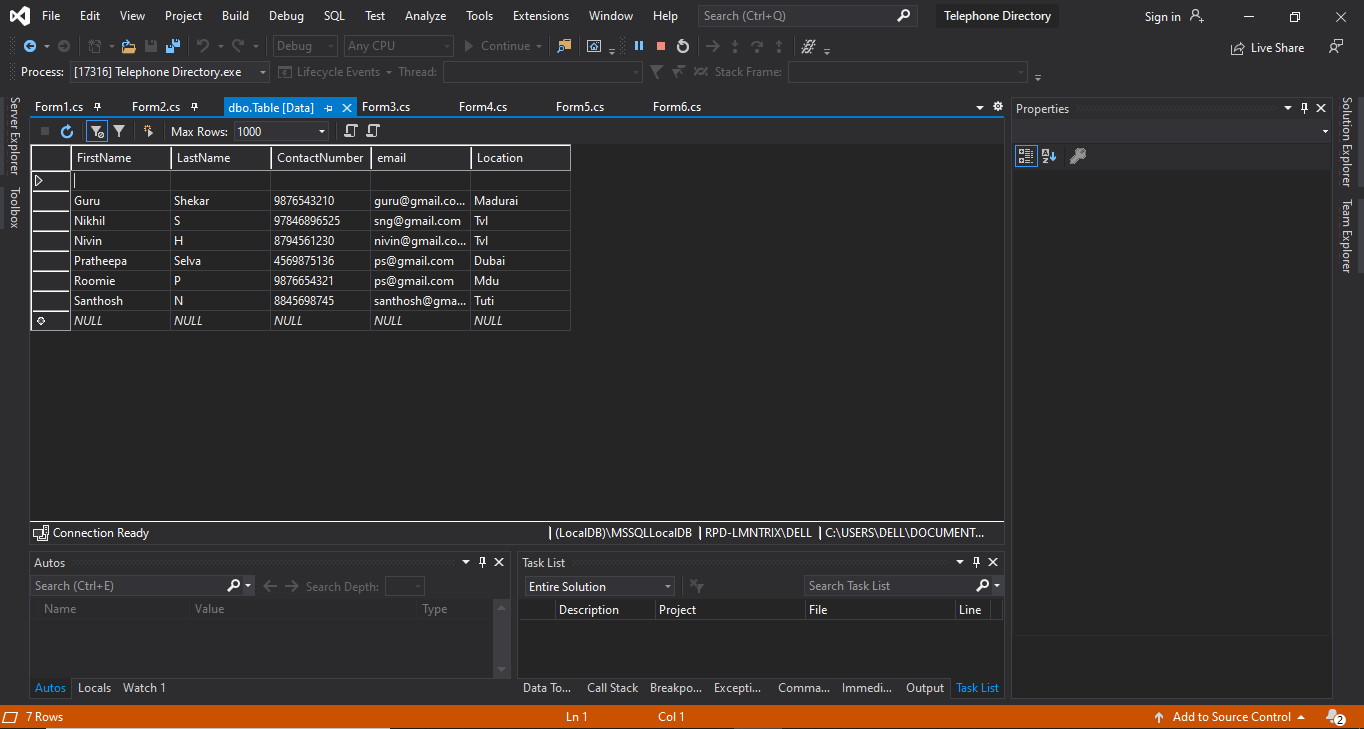 File Edit View Project Build Debug SQL Test Analyze Tools Extensions Window Help Search (Ctrl+Q) Telephone Directory Sign in
Debug Any CPU Continue Live Share
Process: [17316] Telephone Directory.exe Lifecycle Events Thread: Stack Frame:
Form1.cs Form2.cs dbo.Table [Data] Form3.cs Form4.cs Form5.cs Form6.cs
Max Rows: 1000
FirstName LastName ContactNumber email Location
Guru Shekar 9876543210 guru@gmail.co... Madurai
Nikhil S 97846896525 sng@gmail.com Tvl
Nivin H 8794561230 nivin@gmail.co... Tvl
Pratheepa Selva 4569875136 ps@gmail.com Dubai
Roomie P 9876654321 ps@gmail.com Mdu
Santhosh N 8845698745 santhosh@gma... Tuti
NULL NULL NULL NULL NULL
Connection Ready (LocalDB)\MSSQLLocalDB RPD-LMNTRIX\DELL C:\USERS\DELL\DOCUMENT...
Server Explorer
Toolbox
Properties
Solution Explorer
Team Explorer
Autos
Search (Ctrl+E) Search Depth:
Name Value Type
Autos Locals Watch 1
Task List
Entire Solution Search Task List
Description Project File Line
Data To... Call Stack Breakpo... Excepti... Comma... Immedi... Output Task List
7 Rows Ln 1 Col 1 Add to Source Control 2